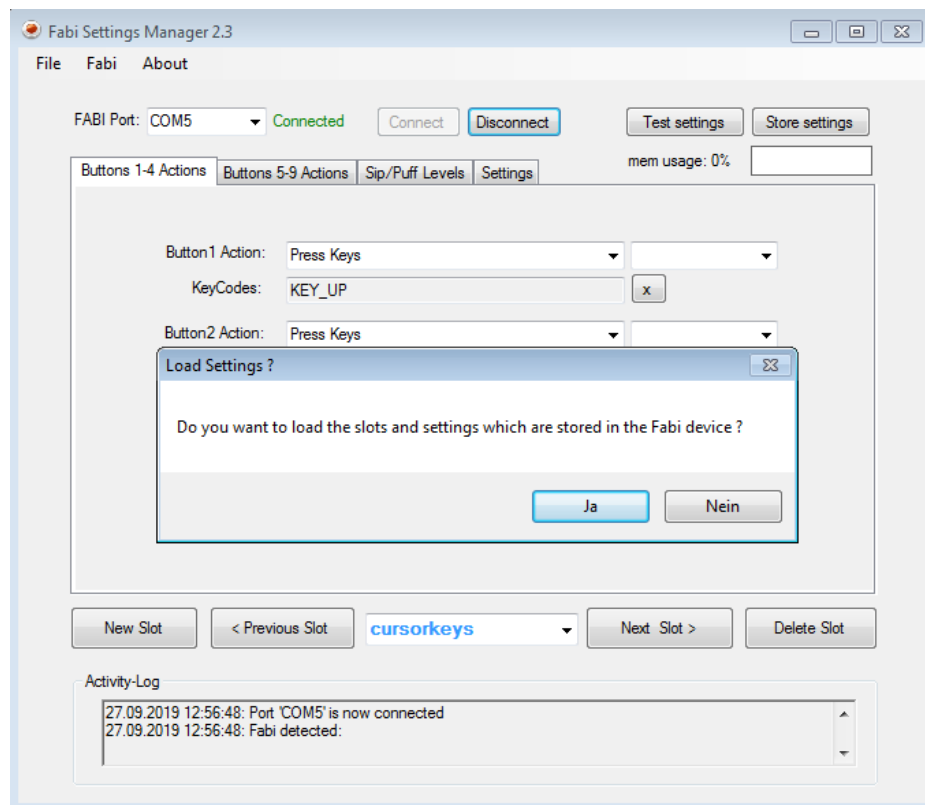 Fabi Settings Manager 2.3
File Fabi About
FABI Port: COM5 Connected Connect Disconnect Test settings Store settings
mem usage: 0%
Buttons 1-4 Actions Buttons 5-9 Actions Sip/Puff Levels Settings
Button1 Action: Press Keys
KeyCodes: KEY_UP x
Button2 Action: Press Keys
Load Settings ?
Do you want to load the slots and settings which are stored in the Fabi device ?
Ja Nein
New Slot < Previous Slot cursorkeys Next Slot > Delete Slot
Activity-Log
27.09.2019 12:56:48: Port 'COM5' is now connected
27.09.2019 12:56:48: Fabi detected: